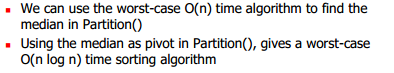 ▪ We can use the worst-case O(n) time algorithm to find the
median in Partition()
▪ Using the median as pivot in Partition(), gives a worst-case
O(n log n) time sorting algorithm